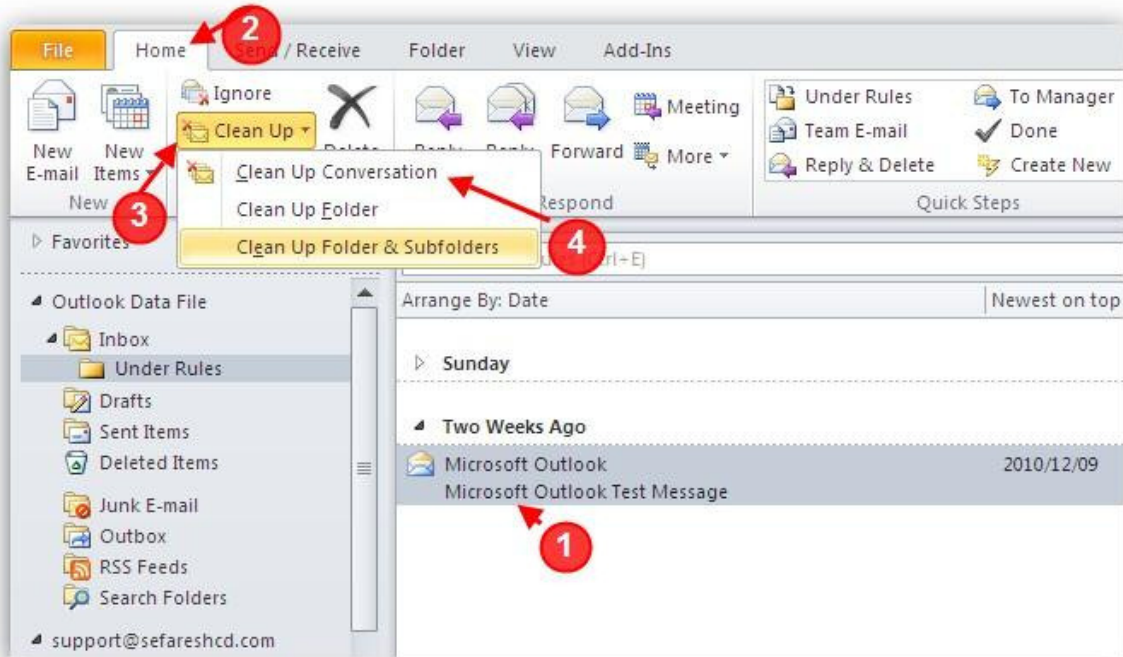 2
File Home Send / Receive Folder View Add-Ins
Ignore
Clean Up
New E-mail
New Items
Delete
Reply Reply Forward
Meeting
More
Under Rules
Team E-mail
Reply & Delete
To Manager
Done
Create New
3
Clean Up Conversation
Clean Up Folder
Clean Up Folder & Subfolders
4
New
Respond
Quick Steps
Favorites
Ctrl+E)
Outlook Data File
Inbox
Under Rules
Drafts
Sent Items
Deleted Items
Junk E-mail
Outbox
RSS Feeds
Search Folders
support@sefareshcd.com
Arrange By: Date
Newest on top
Sunday
Two Weeks Ago
Microsoft Outlook 2010/12/09
Microsoft Outlook Test Message
1